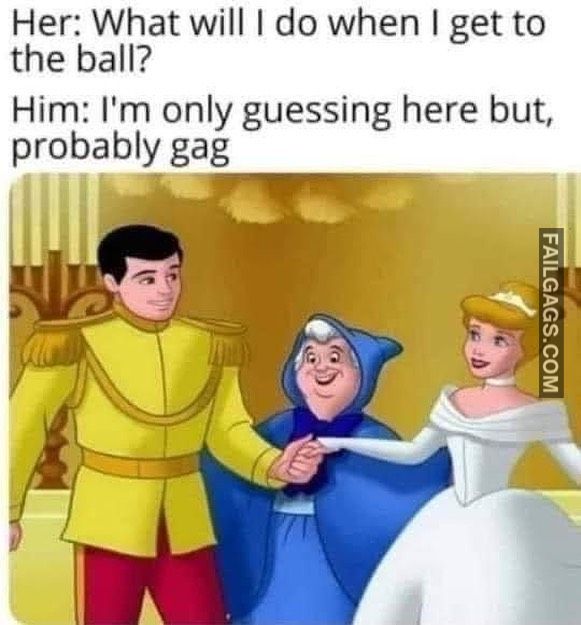 Her: What will I do when I get to
the ball?
Him: I'm only guessing here but,
probably gag
FAILGAGS.COM